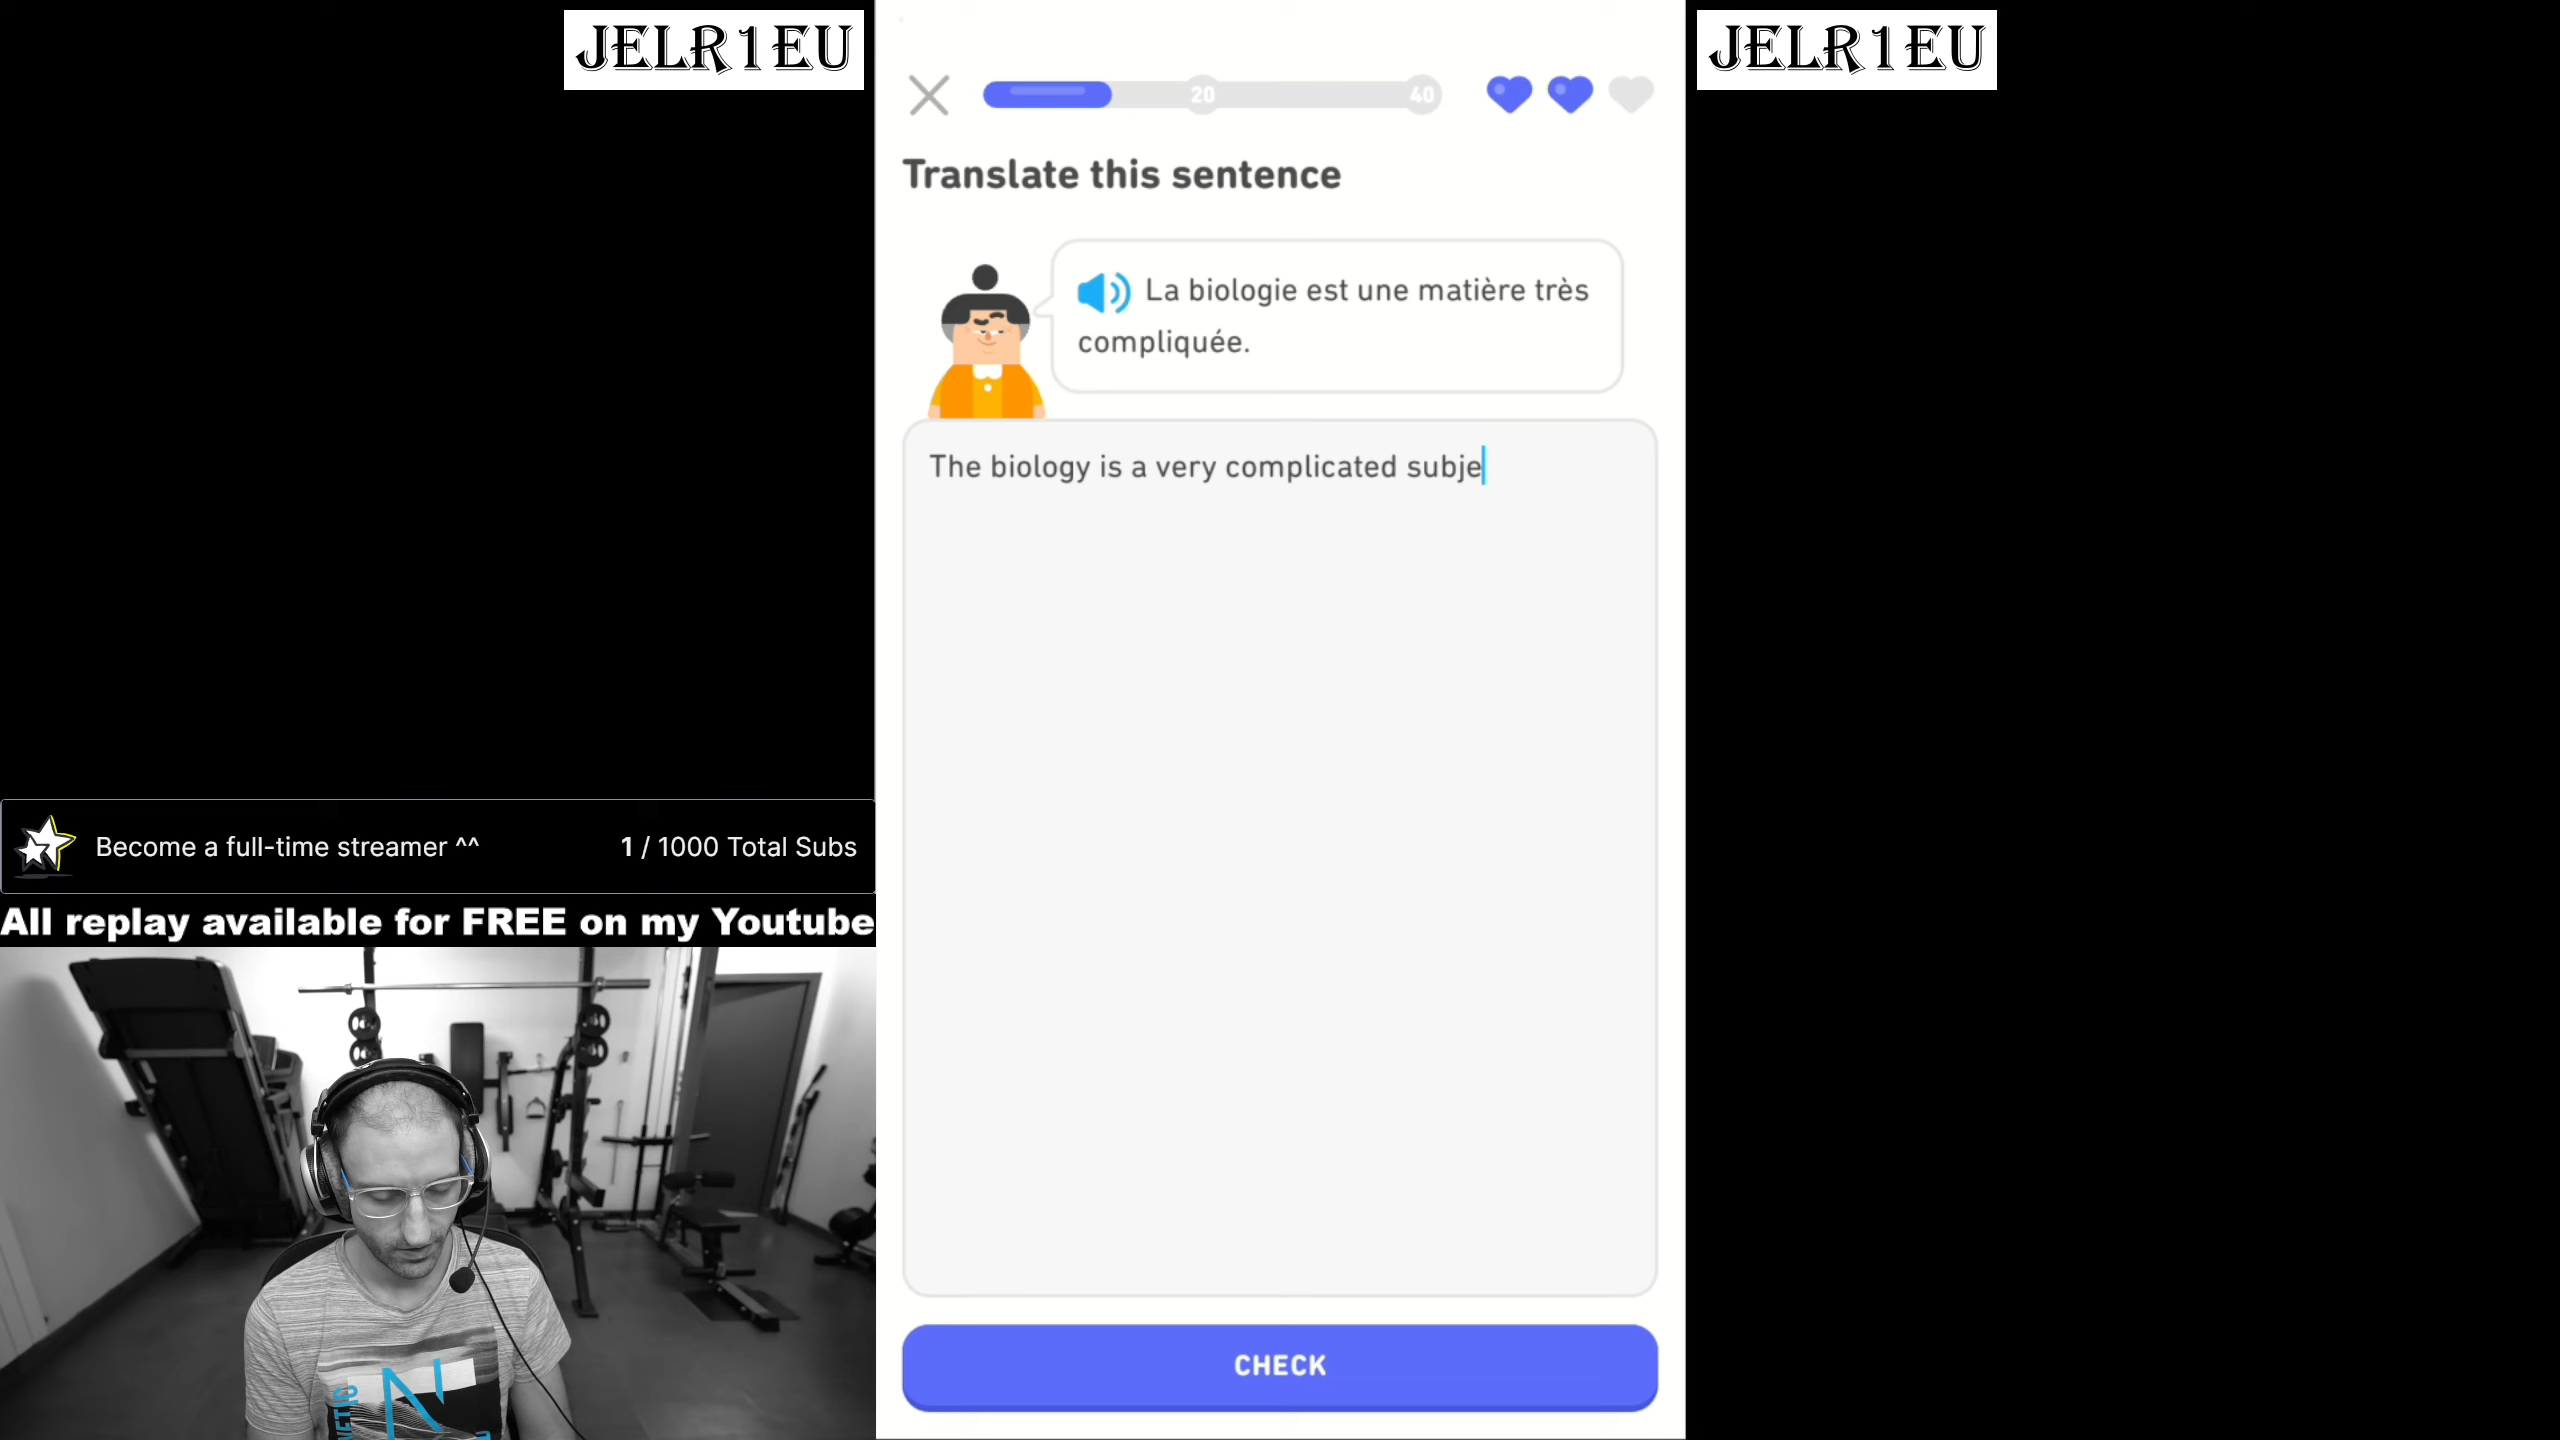 JELR1EU
JELR1EU
20
40
Translate this sentence
La biologie est une matière très
compliquée.
The biology is a very complicated subje
CHECK
Become a full-time streamer ^^
1 / 1000 Total Subs
All replay available for FREE on my Youtube
N